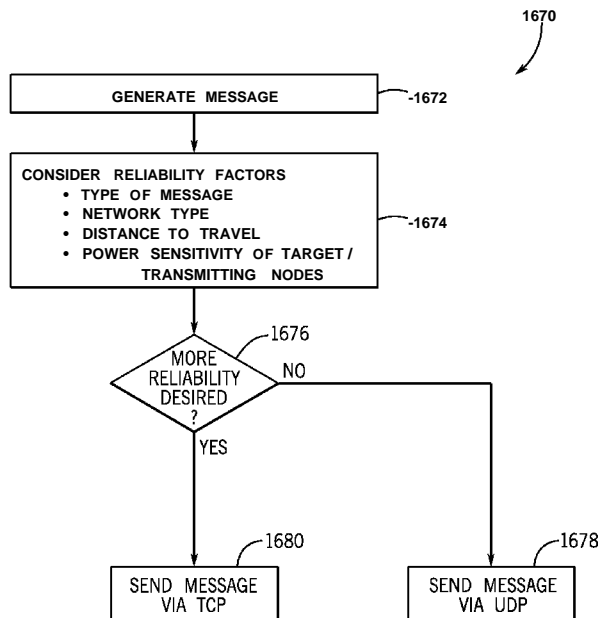 1670
GENERATE MESSAGE
-1672
CONSIDER RELIABILITY FACTORS
• TYPE OF MESSAGE
• NETWORK TYPE
• DISTANCE TO TRAVEL
• POWER SENSITIVITY OF TARGET /
TRANSMITTING NODES
-1674
1676
MORE
RELIABILITY
DESIRED
?
NO
YES
1680
SEND MESSAGE
VIA TCP
1678
SEND MESSAGE
VIA UDP